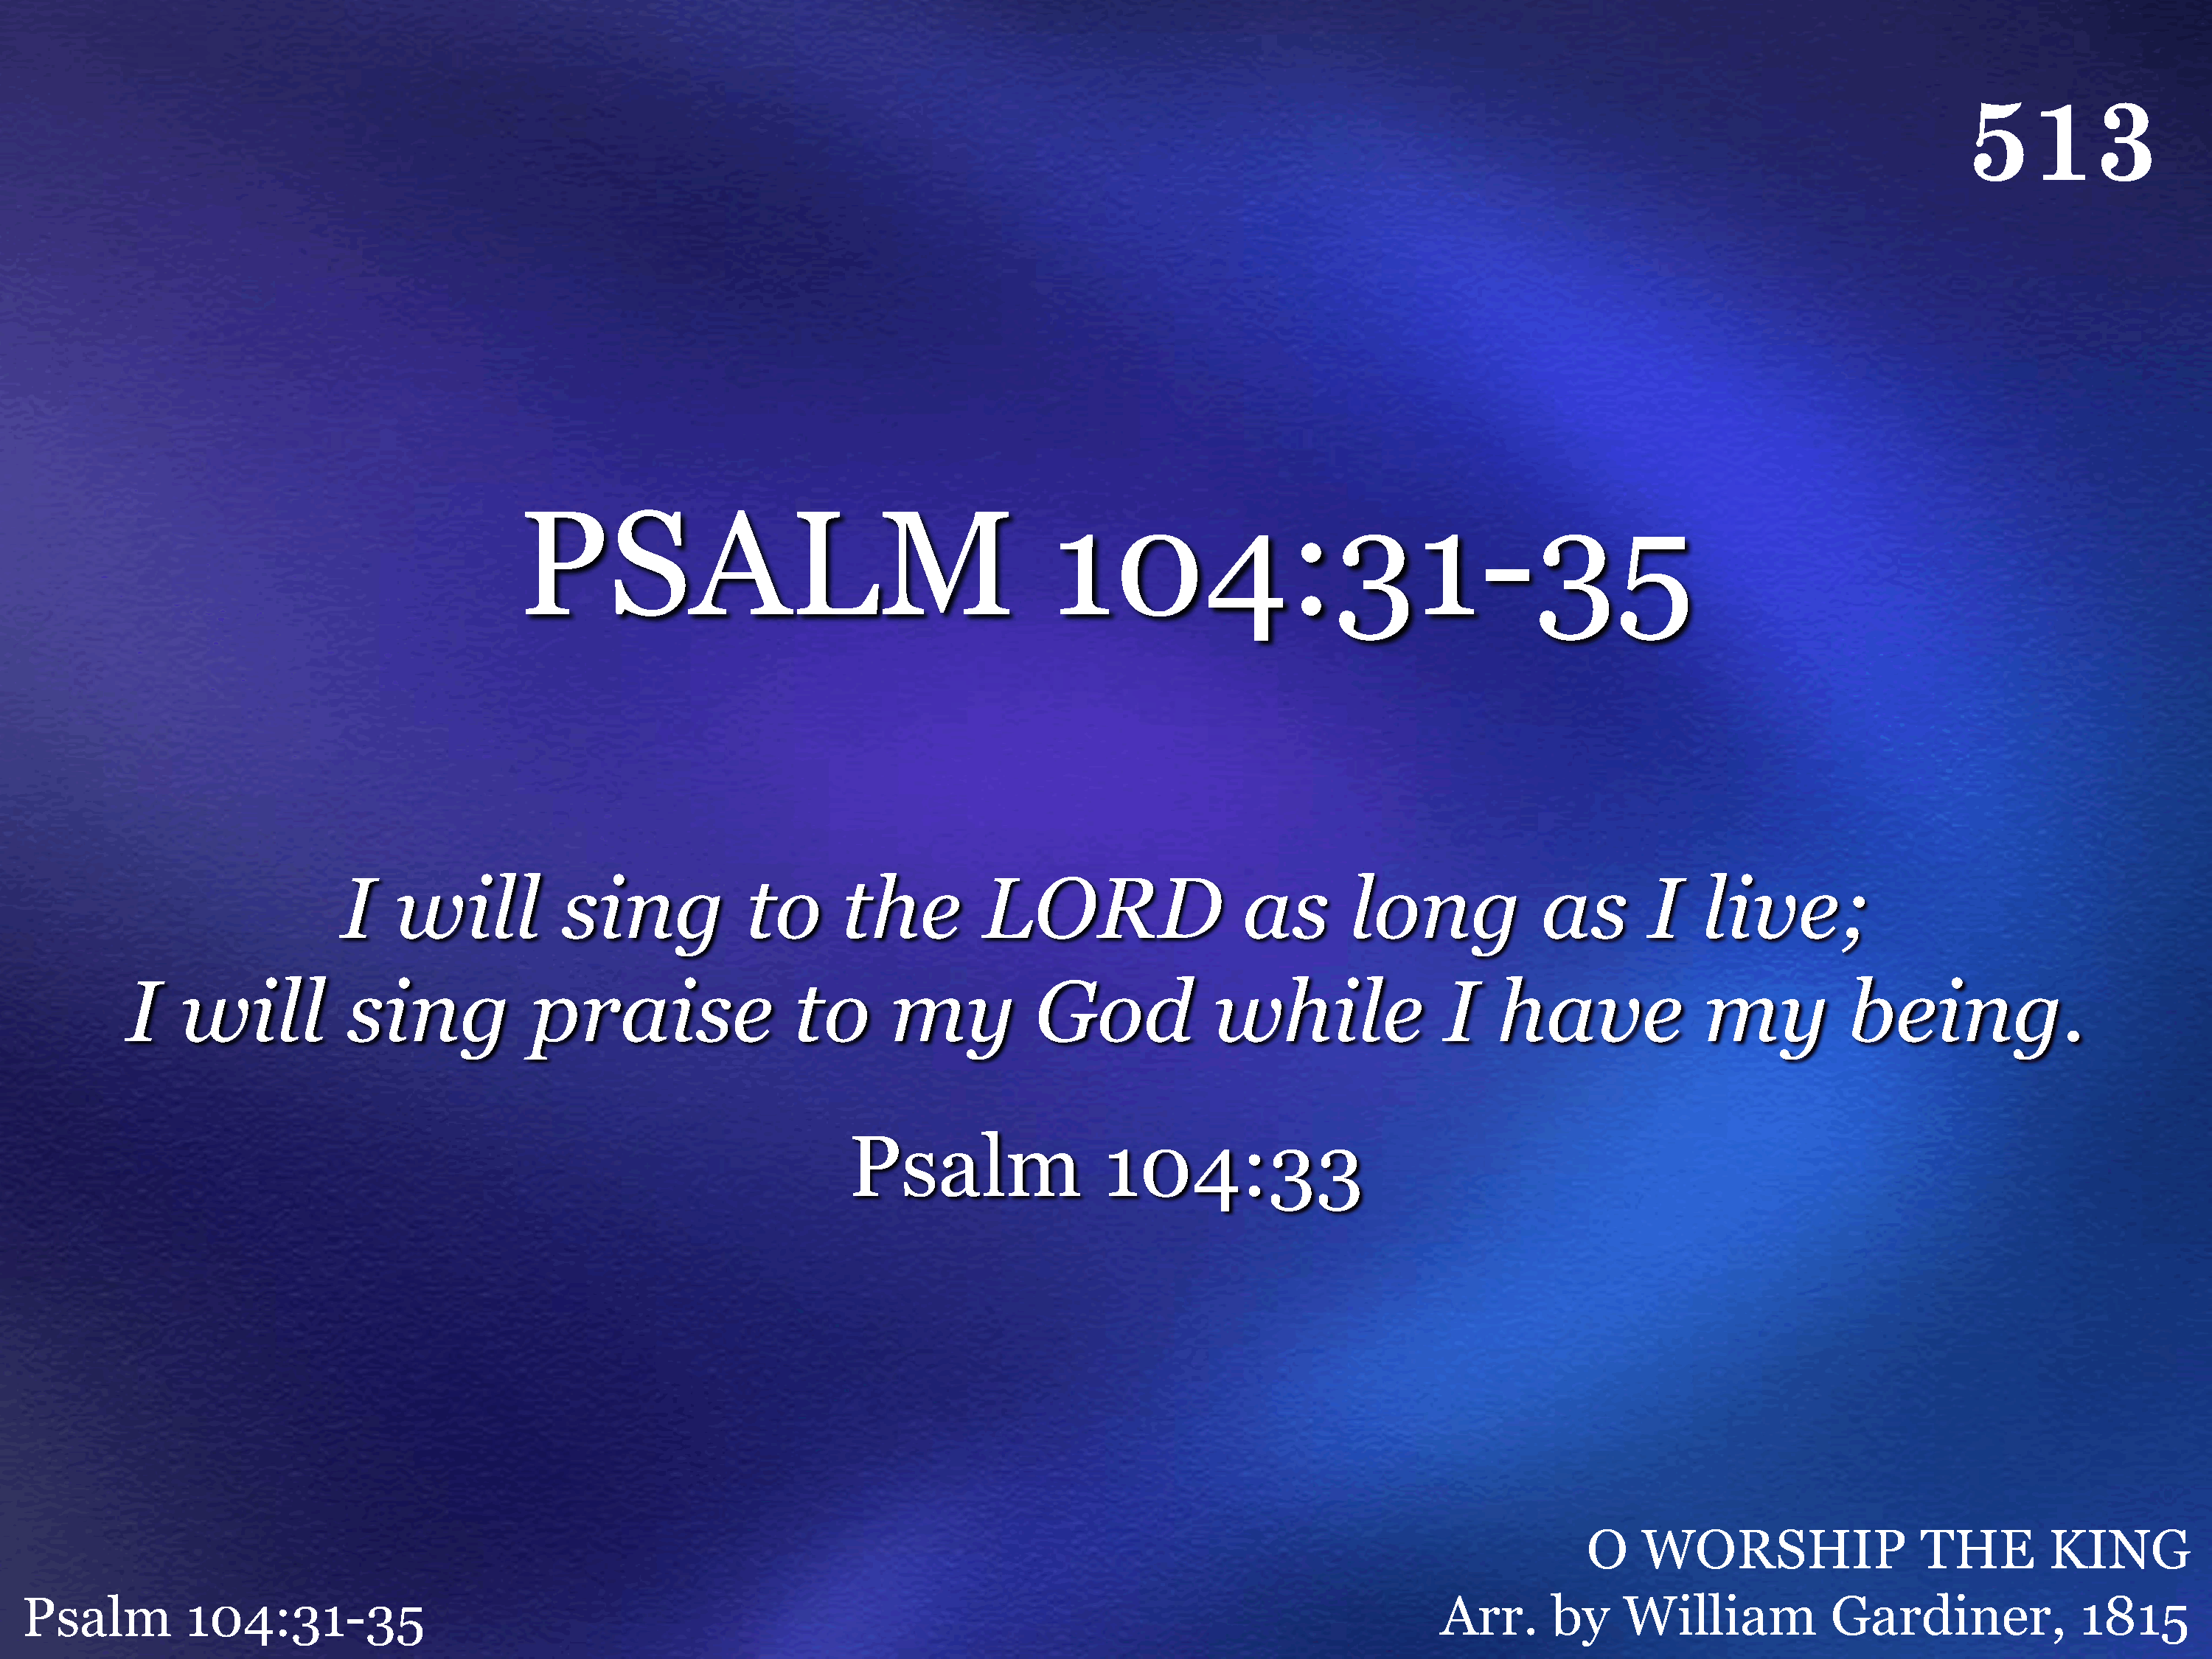 513
PSALM 104:31-35
I will sing to the LORD as long as I live;
I will sing praise to my God while I have my being.
Psalm 104:33
O WORSHIP THE KING
Psalm 104:31-35
Arr. by William Gardiner, 1815